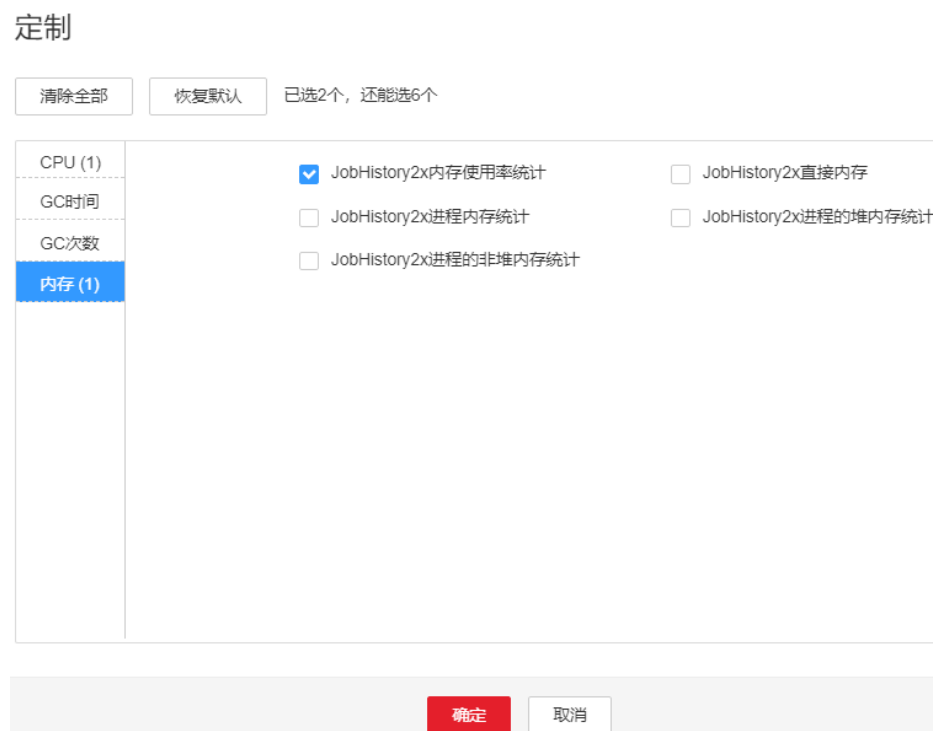 定制
清除全部 恢复默认 已选2个，还能选6个
CPU (1)
GC时间
GC次数
内存 (1)
JobHistory2x内存使用率统计 JobHistory2x直接内存
JobHistory2x进程内存统计 JobHistory2x进程的堆内存统计
JobHistory2x进程的非堆内存统计
确定 取消